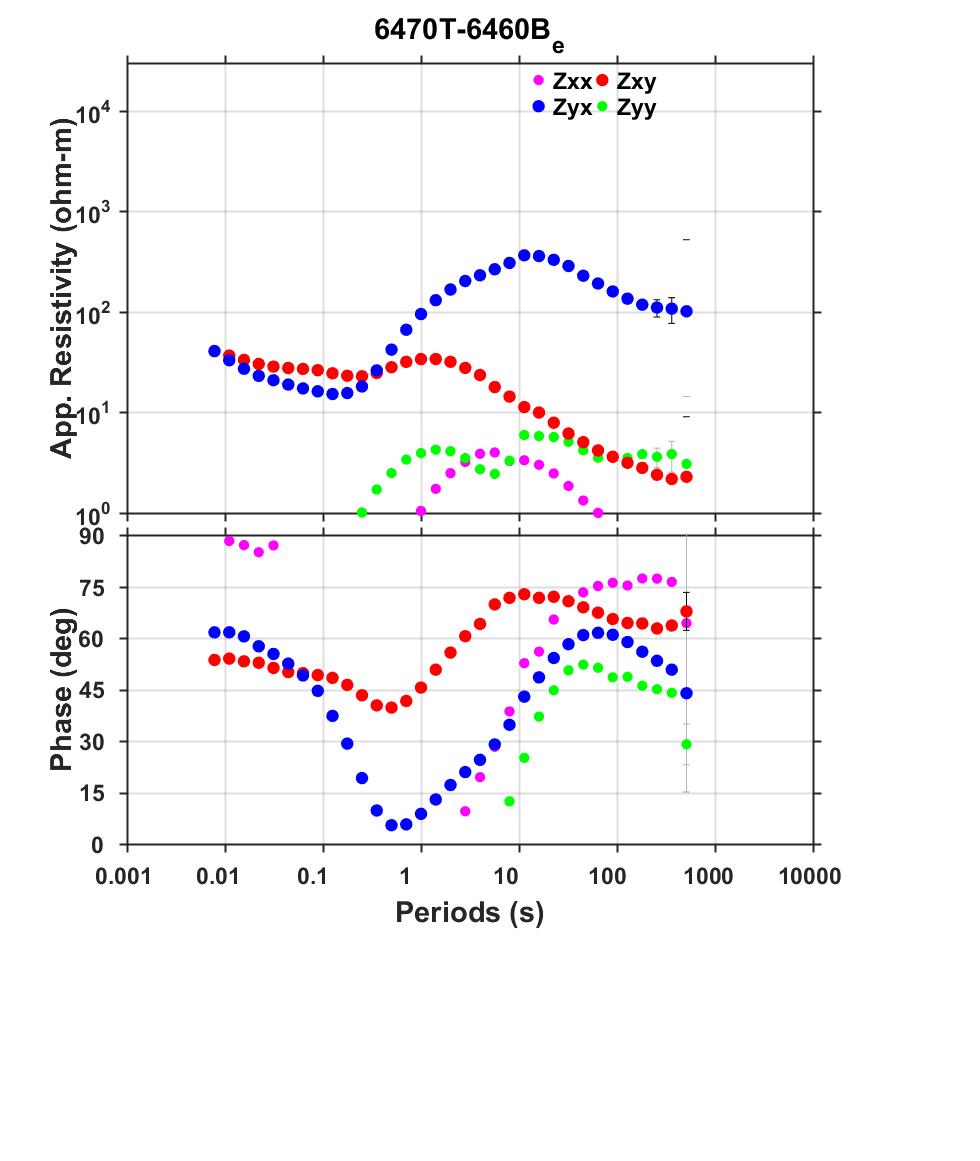 6470T-6460Be
Zxx Zxy
Zyx Zyy
App. Resistivity (ohm-m)
10^4
10^3
10^2
10^1
10^0
Phase (deg)
90
75
60
45
30
15
0
0.001 0.01 0.1 1 10 100 1000 10000
Periods (s)